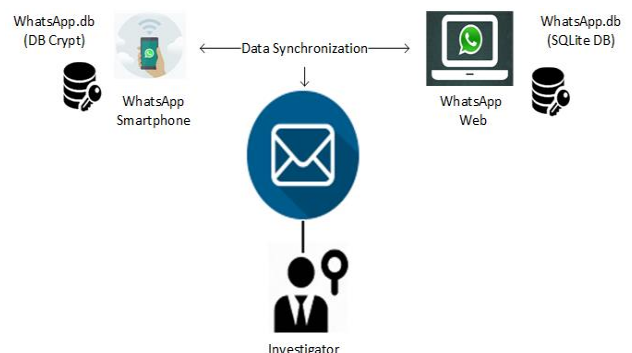 WhatsApp.db
(DB Crypt)
WhatsApp.db
(SQLite DB)
Data Synchronization
WhatsApp
Smartphone
WhatsApp
Web
Investigator